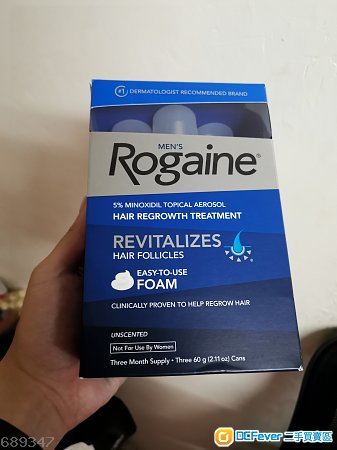 #1 DERMATOLOGIST RECOMMENDED BRAND
MEN'S
Rogaine®
5% MINOXIDIL TOPICAL AEROSOL
HAIR REGROWTH TREATMENT
REVITALIZES
HAIR FOLLICLES
EASY-TO-USE
FOAM
CLINICALLY PROVEN TO HELP REGROW HAIR
UNSCENTED
Not For Use By Women
Three Month Supply • Three 60 g (2.11 oz) Cans
689347
DCFever 二手買賣區